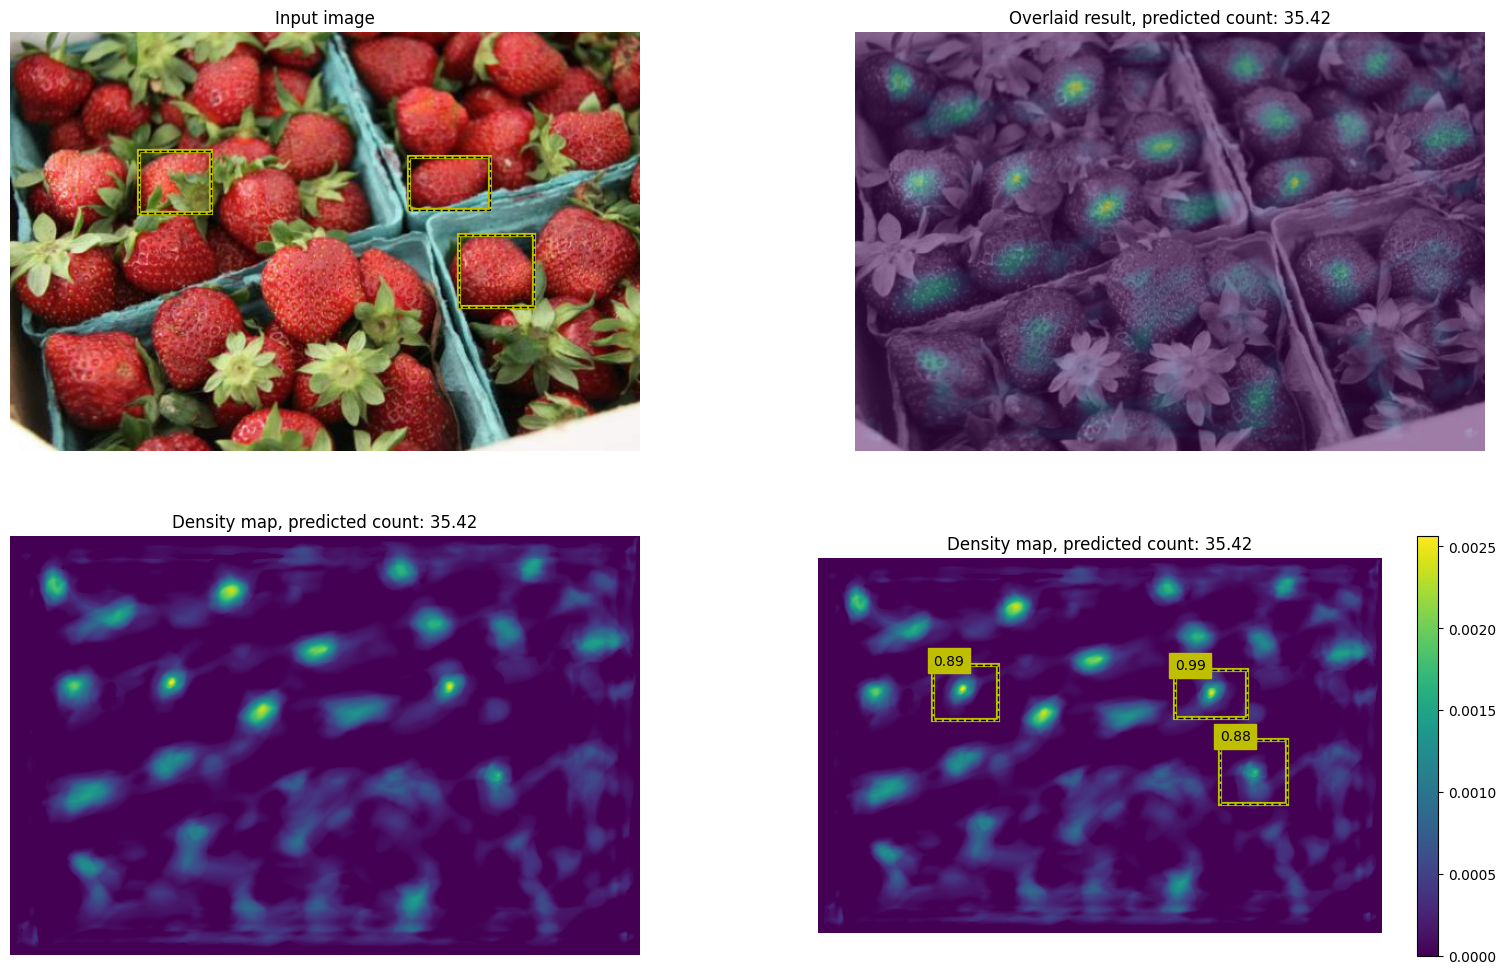 Input image
Overlaid result, predicted count: 35.42
Density map, predicted count: 35.42
Density map, predicted count: 35.42
0.89
0.99
0.88
0.0025
0.0020
0.0015
0.0010
0.0005
0.0000